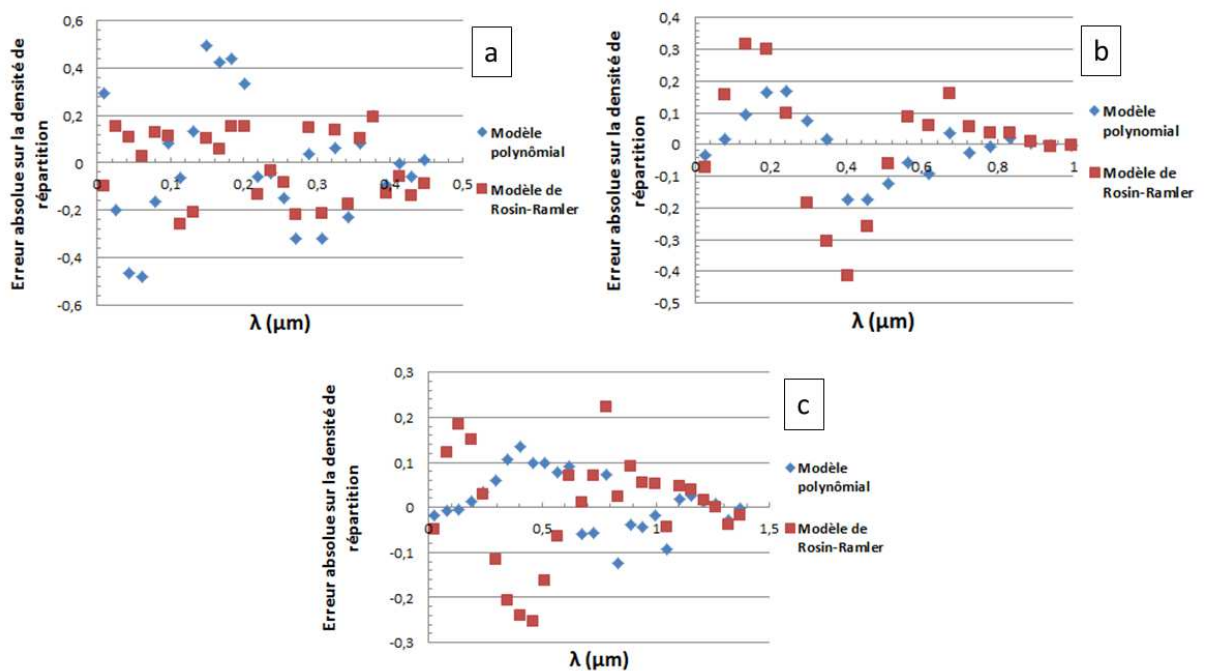 a
Erreur absolue sur la densité de
répartition
0,6
0,4
0,2
0
-0,2
-0,4
-0,6
0 0,1 0,2 0,3 0,4 0,5
λ (μm)
Modèle
polynômial
Modèle de
Rosin-Ramler
b
Erreur absolue sur la densité de
répartition
0,4
0,3
0,2
0,1
0
-0,1
-0,2
-0,3
-0,4
-0,5
0 0,2 0,4 0,6 0,8 1
λ (μm)
Modèle
polynomial
Modèle de
Rosin-Ramler
c
Erreur absolue sur la densité de
répartition
0,3
0,2
0,1
0
-0,1
-0,2
-0,3
0 0,5 1 1,5
λ (μm)
Modèle
polynômial
Modèle de
Rosin-Ramler